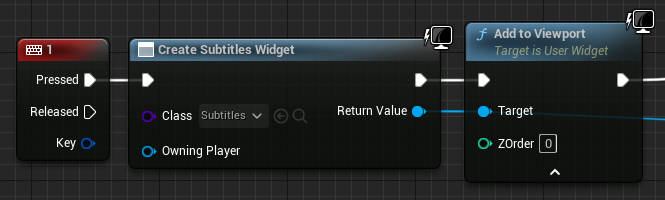 1
Pressed
Released
Key
Create Subtitles Widget
Class Subtitles
Return Value
Owning Player
f Add to Viewport
Target is User Widget
Target
ZOrder 0